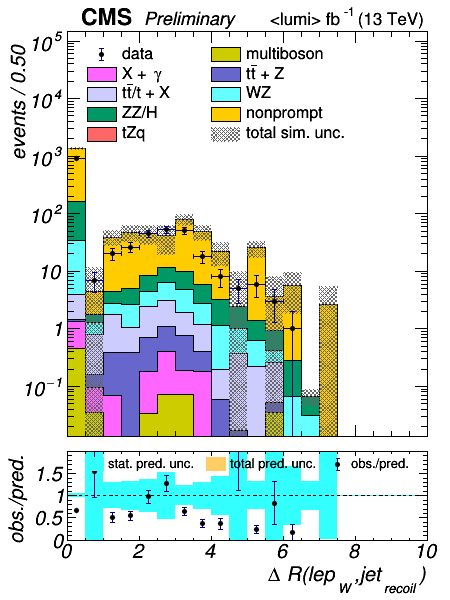 CMS Preliminary <lumi> fb⁻¹ (13 TeV)
events / 0.50
10⁵
10⁴
10³
10²
10
1
10⁻¹
data
X + γ
tt̄/t + X
ZZ/H
tZq
multiboson
tt̄ + Z
WZ
nonprompt
total sim. unc.
obs./pred.
1.5
1
0.5
0
stat. pred. unc. total pred. unc. obs./pred.
0 2 4 6 8 10
Δ R(lep_W, jet_recoil)